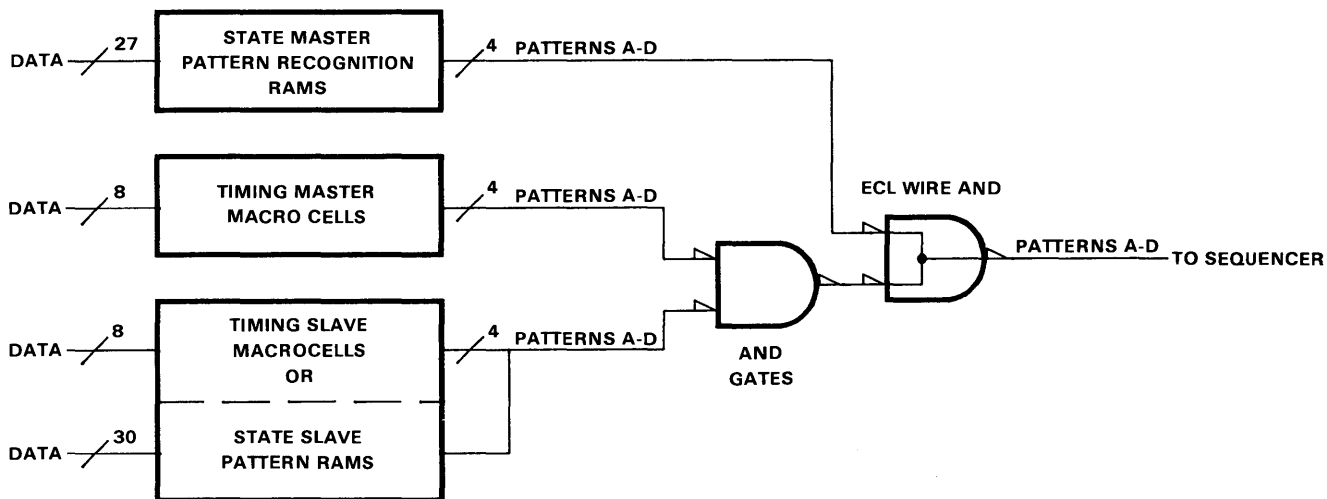 DATA 27
STATE MASTER
PATTERN RECOGNITION
RAMS
4 PATTERNS A-D
DATA 8
TIMING MASTER
MACRO CELLS
4 PATTERNS A-D
ECL WIRE AND
PATTERNS A-D
TO SEQUENCER
DATA 8
TIMING SLAVE
MACROCELLS
OR
4 PATTERNS A-D
AND
GATES
DATA 30
STATE SLAVE
PATTERN RAMS